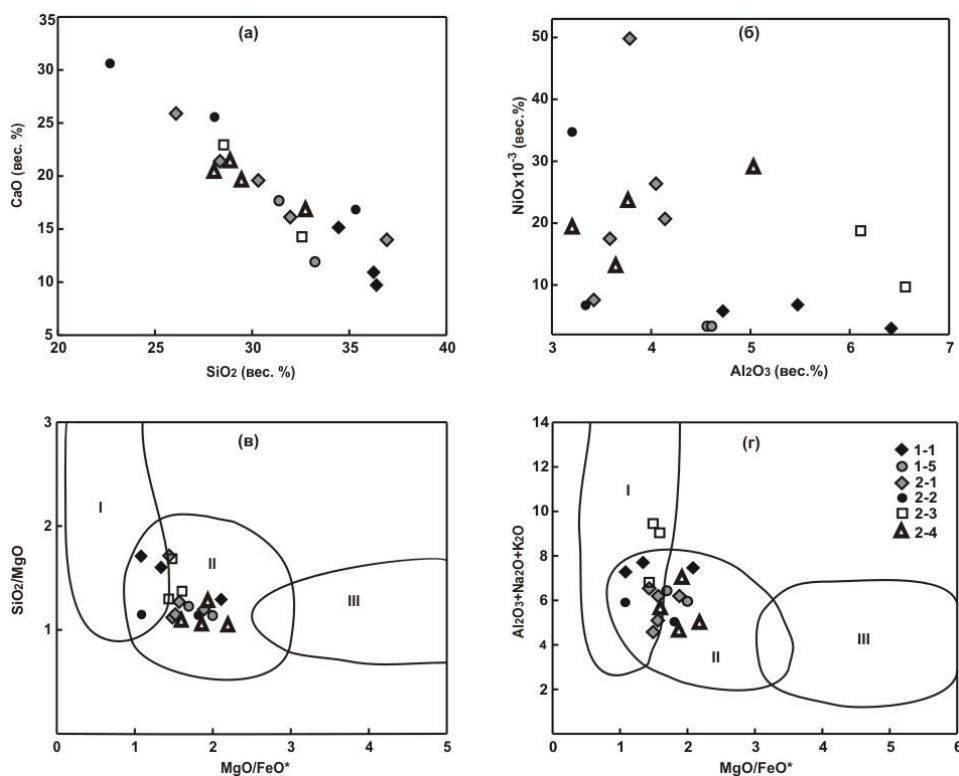 (а)
35
30
25
20
15
10
5
CaO (вес. %)
20 25 30 35 40
SiO2 (вес. %)
(б)
50
40
30
20
10
NiOx10-3 (вес.%)
3 4 5 6 7
Al2O3 (вес.%)
(в)
3
2
1
SiO2/MgO
I
II
III
0 1 2 3 4 5
MgO/FeO*
(г)
14
12
10
8
6
4
2
Al2O3+Na2O+K2O
I
II
III
1-1
1-5
2-1
2-2
2-3
2-4
0 1 2 3 4 5 6
MgO/FeO*